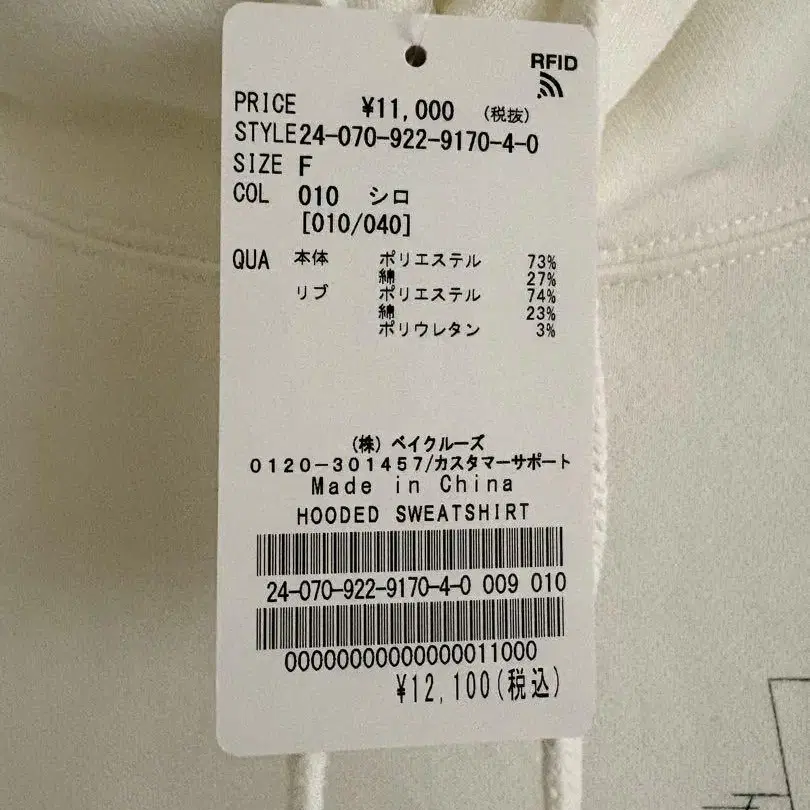 RFID
PRICE ¥11,000 (税抜)
STYLE24-070-922-9170-4-0
SIZE F
COL 010 シロ
[010/040]
QUA 本体 ポリエステル 73%
綿 27%
リブ ポリエステル 74%
綿 23%
ポリウレタン 3%
(株)ベイクルーズ
0120-301457/カスタマーサポート
Made in China
HOODED SWEATSHIRT
24-070-922-9170-4-0 009 010
00000000000000011000
¥12,100(税込)